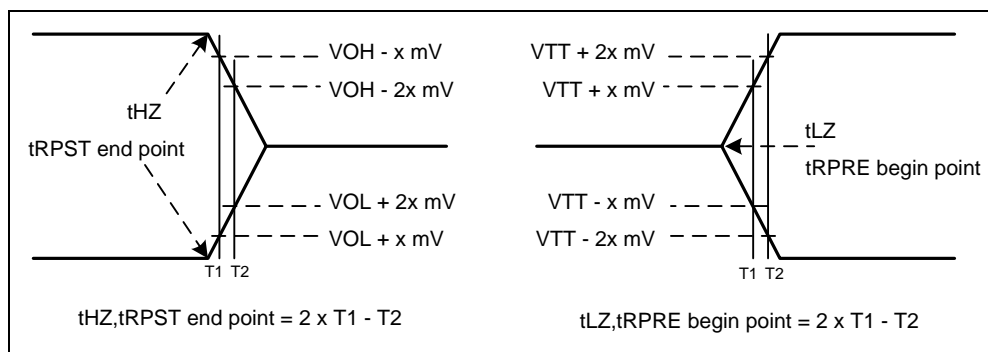 VOH - x mV
VOH - 2x mV
tHZ
tRPST end point
VOL + 2x mV
VOL + x mV
T1 T2
tHZ,tRPST end point = 2 x T1 - T2
VTT + 2x mV
VTT + x mV
tLZ
tRPRE begin point
VTT - x mV
VTT - 2x mV
T1 T2
tLZ,tRPRE begin point = 2 x T1 - T2